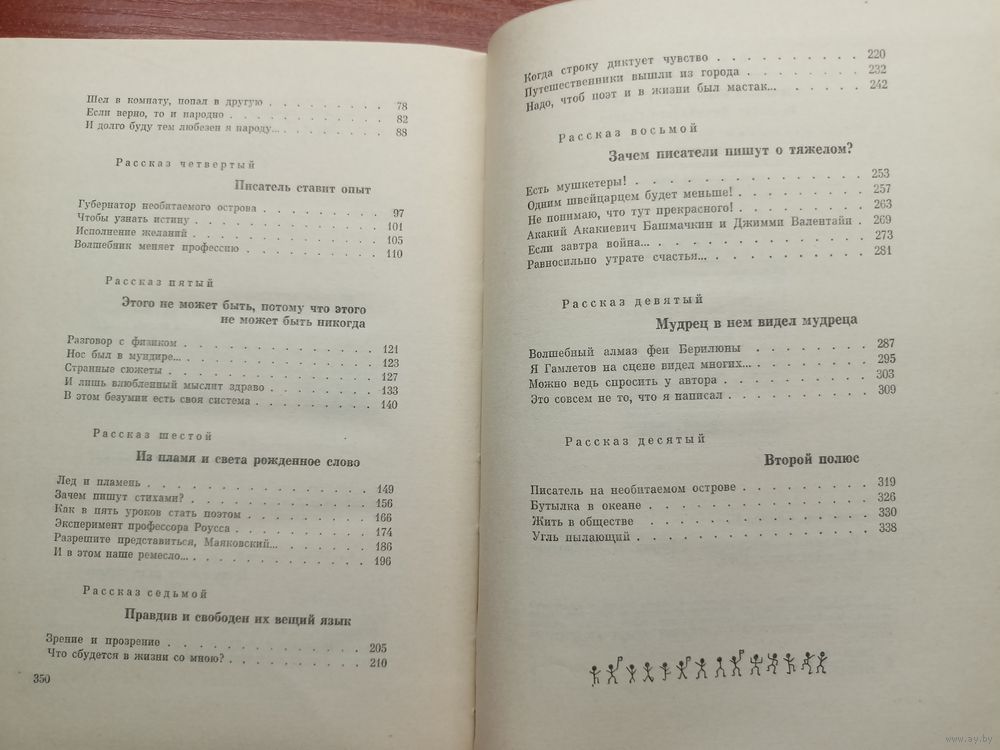 Шел в комнату, попал в другую . . . . . . . . 78
Если верно, то и народно . . . . . . . . . . . 82
И долго буду тем любезен я народу... . . . . . . . 88
Рассказ четвертый
Писатель ставит опыт
Губернатор необитаемого острова . . . . . . . . . 97
Чтобы узнать истину . . . . . . . . . . . . . 101
Исполнение желаний . . . . . . . . . . . . . 105
Волшебник меняет профессию . . . . . . . . . . 110
Рассказ пятый
Этого не может быть, потому что этого
не может быть никогда
Разговор с физиком . . . . . . . . . . . . . 121
Нос был в мундире... . . . . . . . . . . . . . 123
Странные сюжеты . . . . . . . . . . . . . . 127
И лишь влюбленный мыслит здраво . . . . . . . . 133
В этом безумии есть своя система . . . . . . . . . 140
Рассказ шестой
Из пламя и света рожденное слово
Лед и пламень . . . . . . . . . . . . . . . 149
Зачем пишут стихами? . . . . . . . . . . . . . 156
Как в пять уроков стать поэтом . . . . . . . . . 166
Эксперимент профессора Роусса . . . . . . . . . . 174
Разрешите представиться, Маяковский... . . . . . . . 186
И в этом наше ремесло... . . . . . . . . . . . 196
Рассказ седьмой
Правдив и свободен их вещий язык
Зрение и прозрение . . . . . . . . . . . . . 205
Что сбудется в жизни со мною? . . . . . . . . . . 210
350
Когда строку диктует чувство . . . . . . . . . . 220
Путешественники вышли из города . . . . . . . . 232
Надо, чтоб поэт и в жизни был мастак... . . . . . . 242
Рассказ восьмой
Зачем писатели пишут о тяжелом?
Есть мушкетеры! . . . . . . . . . . . . . . 253
Одним швейцарцем будет меньше! . . . . . . . . . 257
Не понимаю, что тут прекрасного! . . . . . . . . . 263
Акакий Акакиевич Башмачкин и Джимми Валентайн . 269
Если завтра война... . . . . . . . . . . . . . 273
Равносильно утрате счастья... . . . . . . . . . . 281
Рассказ девятый
Мудрец в нем видел мудреца
Волшебный алмаз феи Берилюны . . . . . . . . 287
Я Гамлетов на сцене видел многих... . . . . . . . . 295
Можно ведь спросить у автора . . . . . . . . . . 303
Это совсем не то, что я написал . . . . . . . . . . 309
Рассказ десятый
Второй полюс
Писатель на необитаемом острове . . . . . . . . . 319
Бутылка в океане . . . . . . . . . . . . . . 326
Жить в обществе . . . . . . . . . . . . . . 330
Угль пылающий . . . . . . . . . . . . . . . 338
www.ay.by